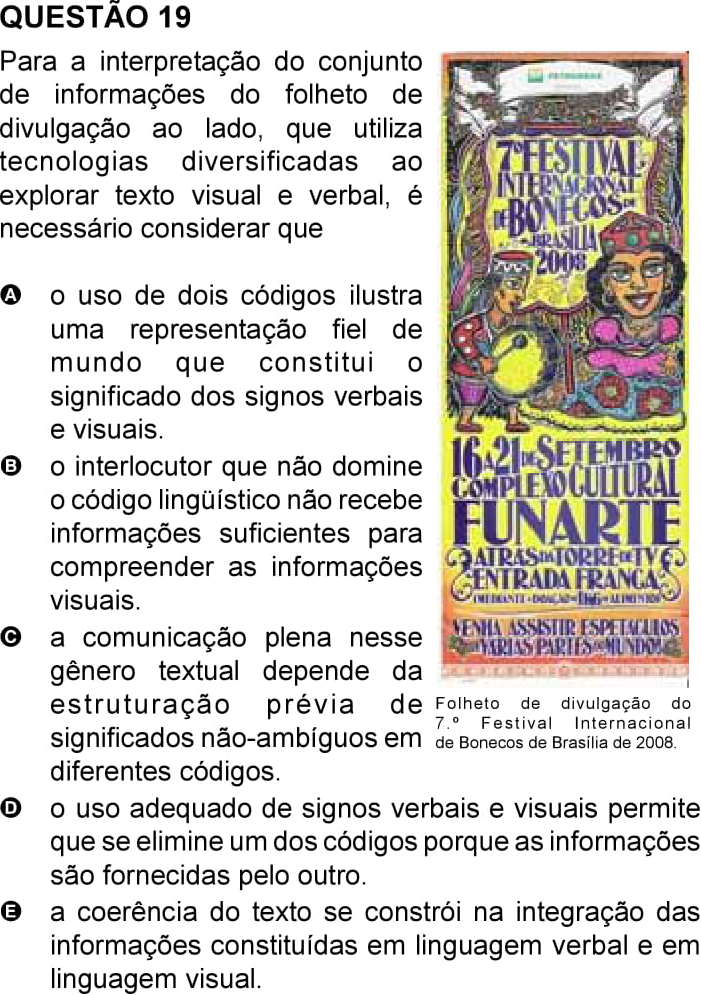 QUESTÃO 19
Para a interpretação do conjunto
de informações do folheto de
divulgação ao lado, que utiliza
tecnologias diversificadas ao
explorar texto visual e verbal, é
necessário considerar que
A o uso de dois códigos ilustra
uma representação fiel de
mundo que constitui o
significado dos signos verbais
e visuais.
B o interlocutor que não domine
o código lingüístico não recebe
informações suficientes para
compreender as informações
visuais.
C a comunicação plena nesse
gênero textual depende da
estruturação prévia de
significados não-ambíguos em
diferentes códigos.
D o uso adequado de signos verbais e visuais permite
que se elimine um dos códigos porque as informações
são fornecidas pelo outro.
E a coerência do texto se constrói na integração das
informações constituídas em linguagem verbal e em
linguagem visual.
PETROBRAS
7º FESTIVAL
INTERNACIONAL
DE BONECOS DE
BRASÍLIA
2008
16 A 21 DE SETEMBRO
COMPLEXO CULTURAL
FUNARTE
ATRÁS DA TORRE DE TV
ENTRADA FRANCA
(MEDIANTE A DOAÇÃO DE 1KG DE ALIMENTO)
VENHA ASSISTIR ESPETÁCULOS
DE VÁRIAS PARTES DO MUNDO!
Folheto de divulgação do
7.º Festival Internacional
de Bonecos de Brasília de 2008.